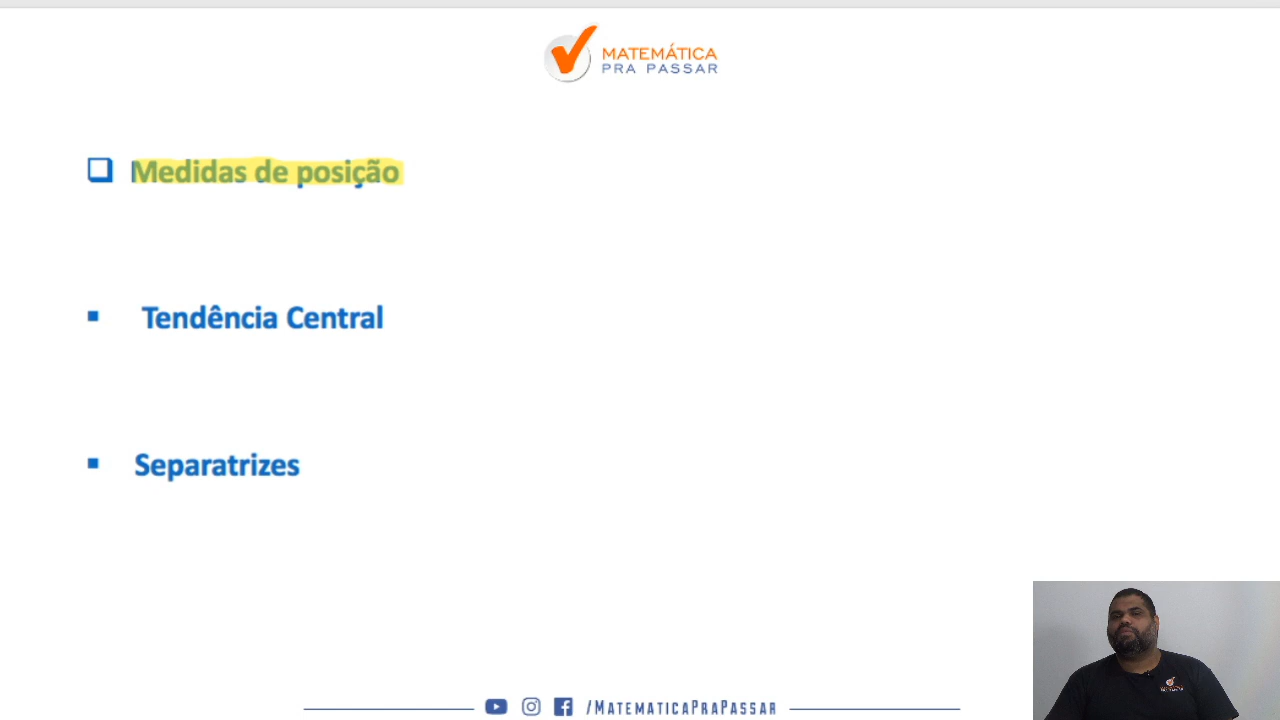 MATEMÁTICA
PRA PASSAR
Medidas de posição
Tendência Central
Separatrizes
/MATEMATICAPRAPASSAR